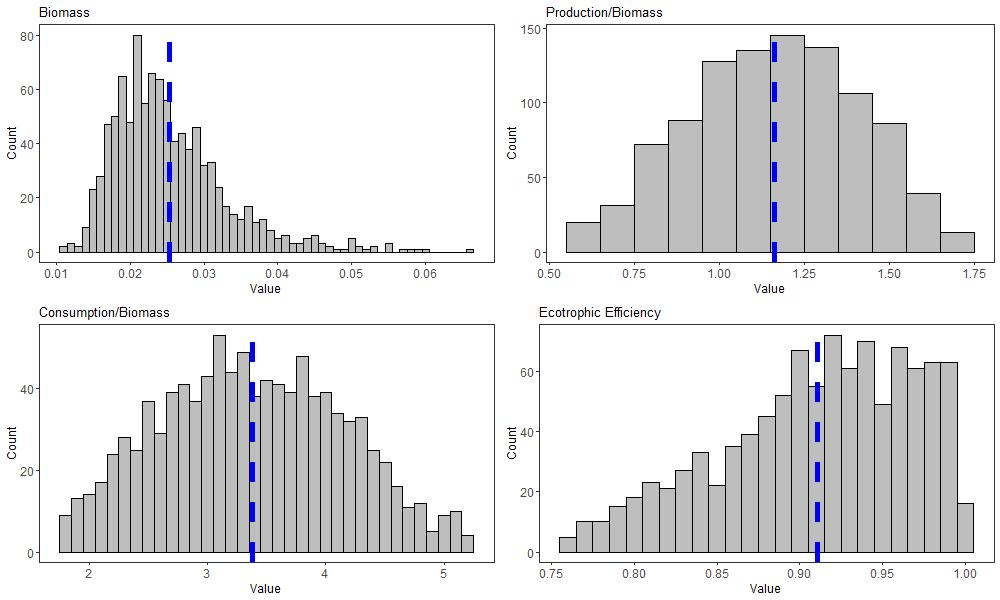 Biomass
80
60
40
20
0
Count
0.01 0.02 0.03 0.04 0.05 0.06
Value
Production/Biomass
150
100
50
0
Count
0.50 0.75 1.00 1.25 1.50 1.75
Value
Consumption/Biomass
40
20
0
Count
2 3 4 5
Value
Ecotrophic Efficiency
60
40
20
0
Count
0.75 0.80 0.85 0.90 0.95 1.00
Value